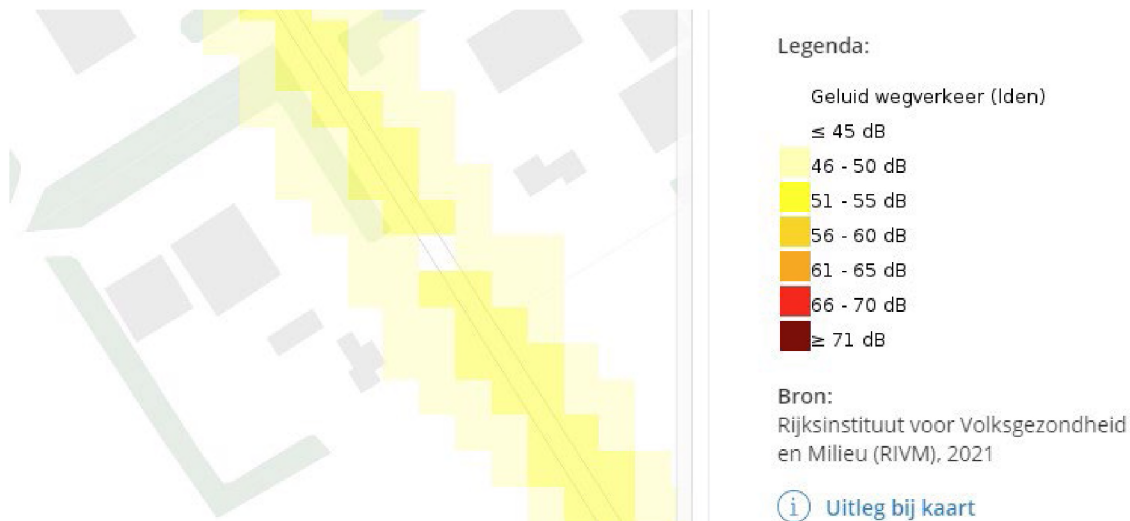 Legenda:
Geluid wegverkeer (lden)
≤ 45 dB
46 - 50 dB
51 - 55 dB
56 - 60 dB
61 - 65 dB
66 - 70 dB
≥ 71 dB
Bron:
Rijksinstituut voor Volksgezondheid
en Milieu (RIVM), 2021
i Uitleg bij kaart